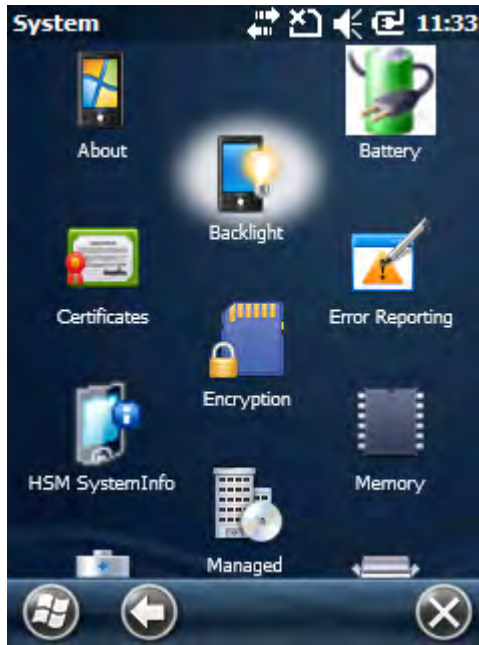 System 11:33
About
Battery
Backlight
Certificates
Error Reporting
Encryption
HSM SystemInfo
Memory
Managed